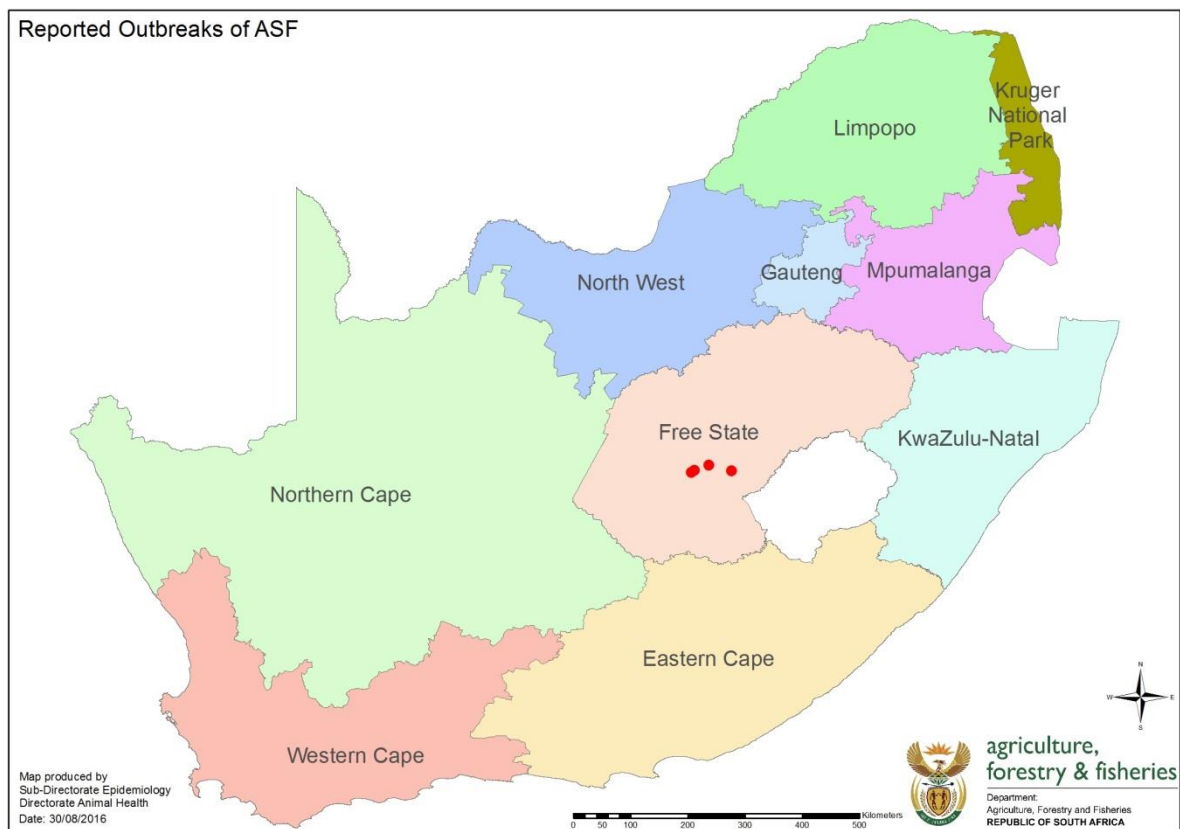 Reported Outbreaks of ASF
Kruger
National
Park
Limpopo
North West
Gauteng
Mpumalanga
Free State
KwaZulu-Natal
Northern Cape
Eastern Cape
Western Cape
N
W
E
S
Map produced by
Sub-Directorate Epidemiology
Directorate Animal Health
Date: 30/08/2016
Kilometers
0 50 100 200 300 400 500
agriculture,
forestry & fisheries
Department:
Agriculture, Forestry and Fisheries
REPUBLIC OF SOUTH AFRICA